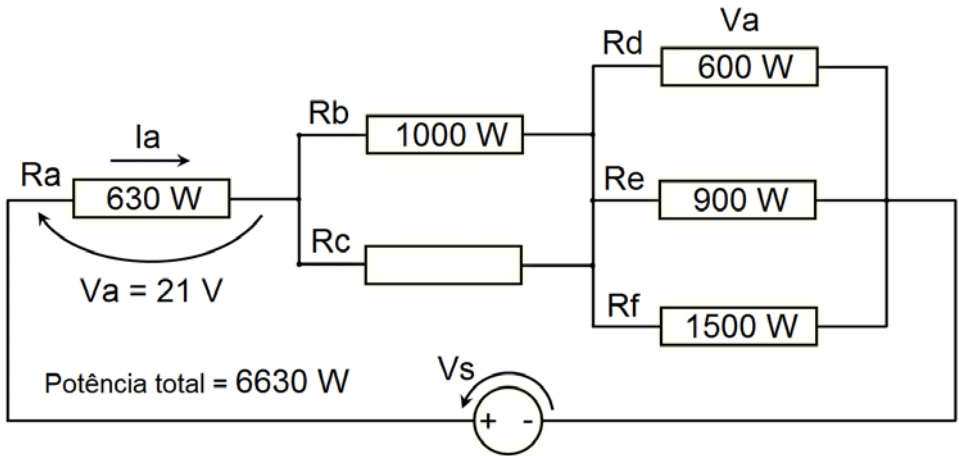 Va
Rd
600 W
Rb
1000 W
Ia
Ra
630 W
Re
900 W
Rc
Va = 21 V
Rf
1500 W
Potência total = 6630 W
Vs
+ -